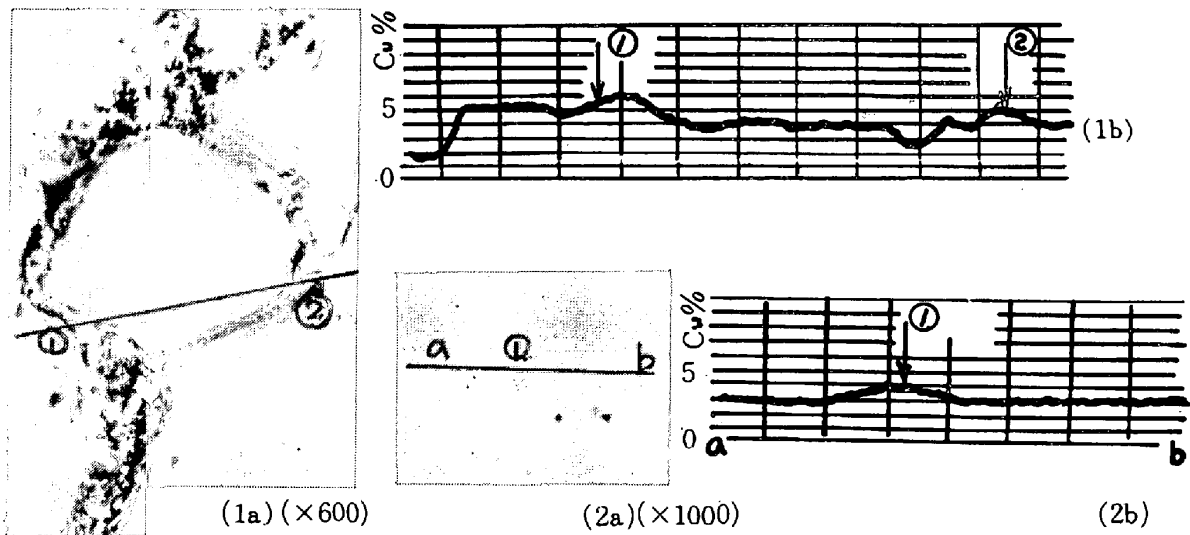 Cu %
5
0
①
②
(1b)
①
②
(1a) (×600)
a ① b
(2a) (×1000)
Cu %
5
0
①
a b
(2b)